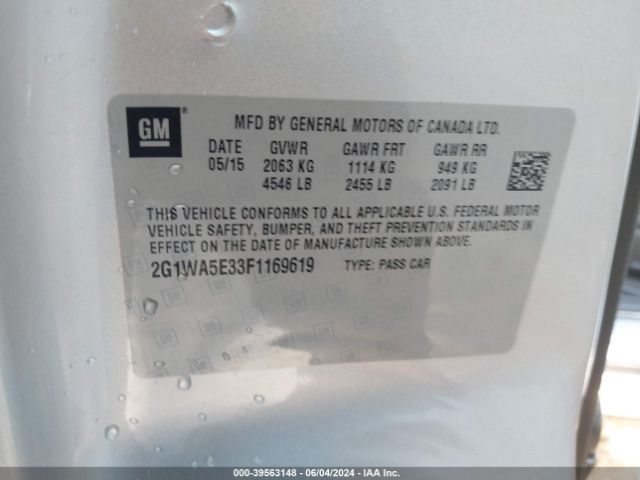 GM ®
MFD BY GENERAL MOTORS OF CANADA LTD.
DATE GVWR GAWR FRT GAWR RR
05/15 2063 KG 1114 KG 949 KG
4546 LB 2455 LB 2091 LB
THIS VEHICLE CONFORMS TO ALL APPLICABLE U.S. FEDERAL MOTOR
VEHICLE SAFETY, BUMPER, AND THEFT PREVENTION STANDARDS IN
EFFECT ON THE DATE OF MANUFACTURE SHOWN ABOVE.
2G1WA5E33F1169619 TYPE: PASS CAR
000-39563148 - 06/04/2024 - IAA Inc.